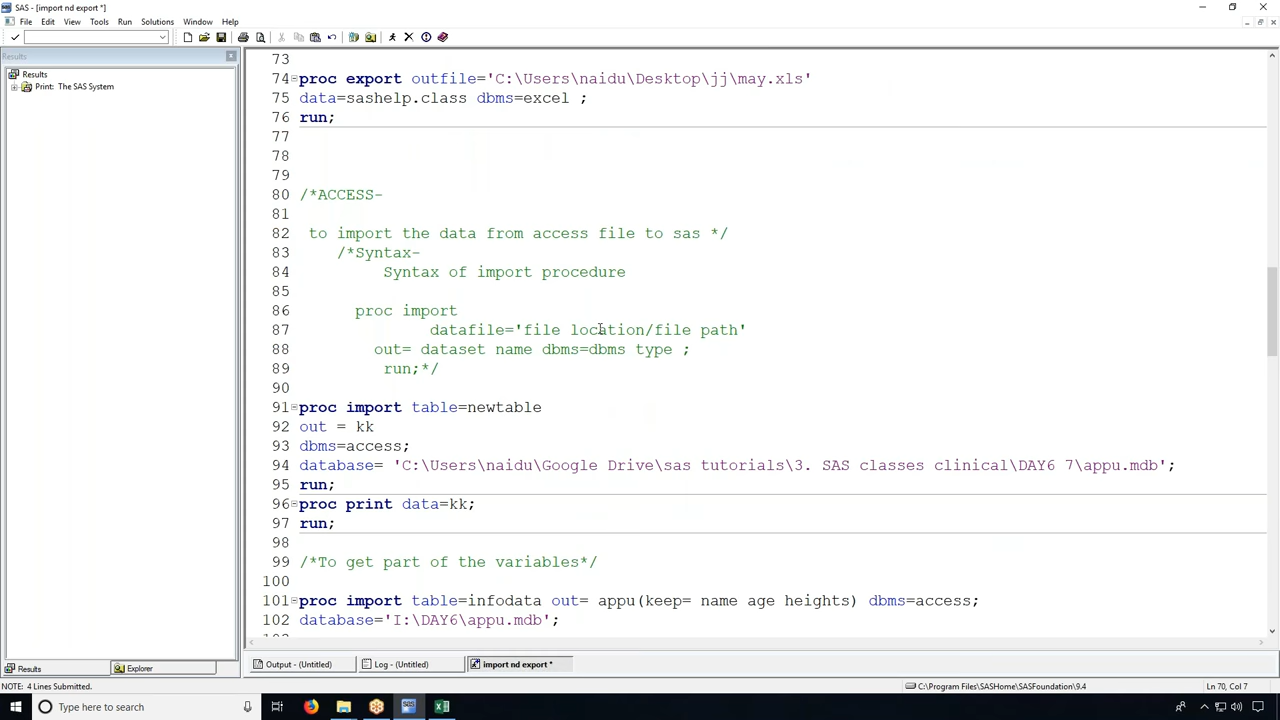 SAS - [import nd export *]
File Edit View Tools Run Solutions Window Help
Results
Results
Print: The SAS System
73
74 proc export outfile='C:\Users\naidu\Desktop\jj\may.xls'
75 data=sashelp.class dbms=excel ;
76 run;
77
78
79
80 /*ACCESS-
81
82 to import the data from access file to sas */
83 /*Syntax-
84 Syntax of import procedure
85
86 proc import
87 datafile='file location/file path'
88 out= dataset name dbms=dbms type ;
89 run;*/
90
91 proc import table=newtable
92 out = kk
93 dbms=access;
94 database= 'C:\Users\naidu\Google Drive\sas tutorials\3. SAS classes clinical\DAY6 7\appu.mdb';
95 run;
96 proc print data=kk;
97 run;
98
99 /*To get part of the variables*/
100
101 proc import table=infodata out= appu(keep= name age heights) dbms=access;
102 database='I:\DAY6\appu.mdb';
Results Explorer Output - (Untitled) Log - (Untitled) import nd export *
NOTE: 4 Lines Submitted. C:\Program Files\SASHome\SASFoundation\9.4 Ln 70, Col 7
Type here to search